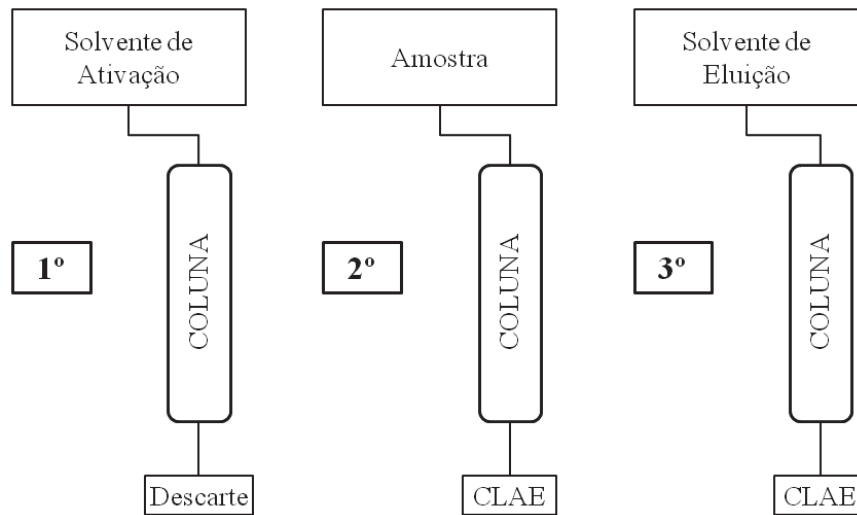 Solvente de
Ativação
Amostra
Solvente de
Eluição
1º
COLUNA
2º
COLUNA
3º
COLUNA
Descarte
CLAE
CLAE